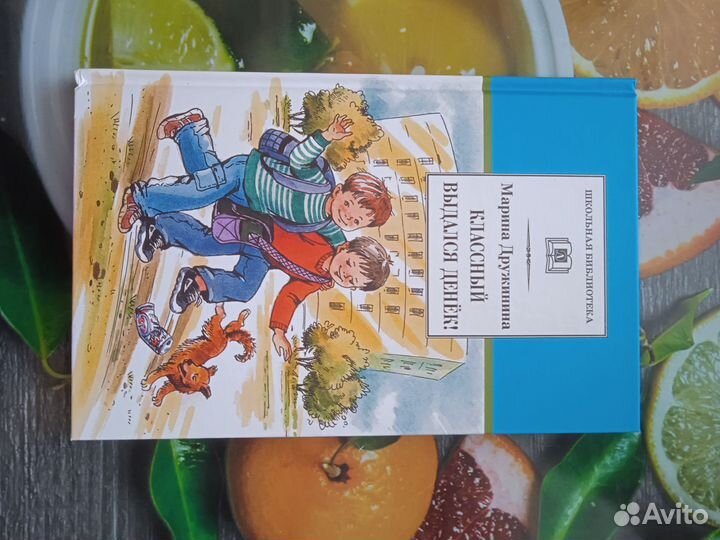 ШКОЛЬНАЯ БИБЛИОТЕКА
Марина Дружинина
КЛАССНЫЙ
ВЫДАЛСЯ ДЕНЁК!
Avito